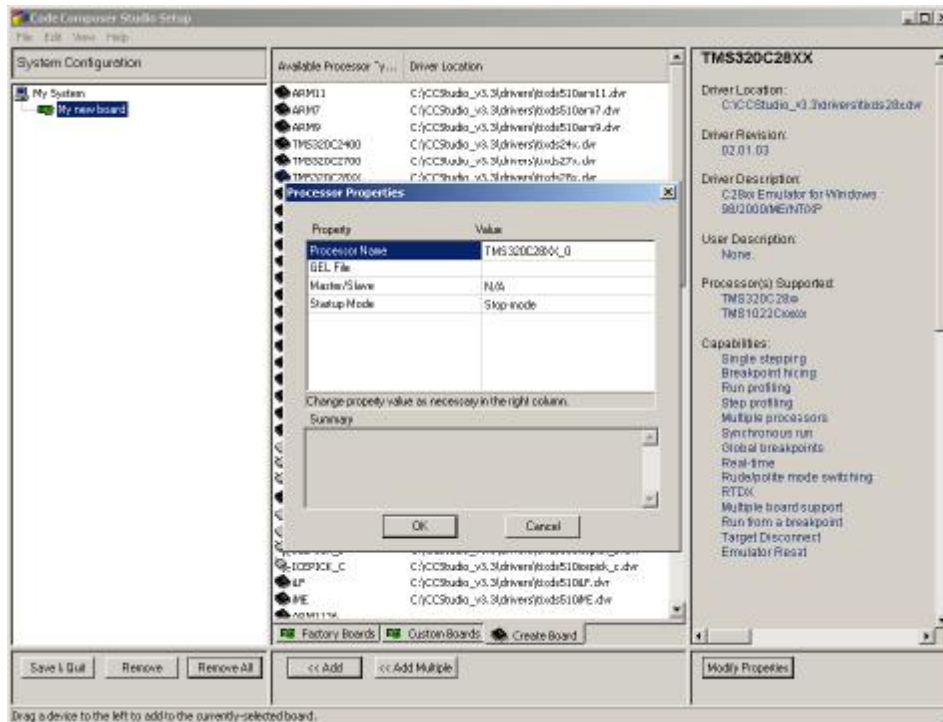 Code Composer Studio Setup
File Edit View Help
System Configuration
My System
My new board
Available Processor Ty... Driver Location
ARM11 C:\CCStudio_v3.3\drivers\tixds510arm11.dvr
ARM7 C:\CCStudio_v3.3\drivers\tixds510arm7.dvr
ARM9 C:\CCStudio_v3.3\drivers\tixds510arm9.dvr
TMS320C2400 C:\CCStudio_v3.3\drivers\tixds24x.dvr
TMS320C2700 C:\CCStudio_v3.3\drivers\tixds27x.dvr
TMS320C28XX C:\CCStudio_v3.3\drivers\tixds28x.dvr
Processor Properties
Property Value
Processor Name TMS320C28XX_0
GEL File
Master/Slave N/A
Startup Mode Stop-mode
Change property value as necessary in the right column.
Summary
OK Cancel
ICEPICK_C C:\CCStudio_v3.3\drivers\tixds510icepick_c.dvr
C:\CCStudio_v3.3\drivers\
C:\CCStudio_v3.3\drivers\
Factory Boards Custom Boards Create Board
Save & Quit Remove Remove All << Add << Add Multiple Modify Properties
Drag a device to the left to add to the currently-selected board.
TMS320C28XX
Driver Location:
C:\CCStudio_v3.3\drivers\tixds28x.dvr
Driver Revision:
02.01.03
Driver Description:
C28xx Emulator for Windows
98/2000/ME/NT/XP
User Description:
None.
Processor(s) Supported:
Capabilities:
Single stepping
Breakpoint hicing
Run profiling
Step profiling
Multiple processors
Synchronous run
Global breakpoints
Real-time
Rude/polite mode switching
RTDX
Multiple board support
Run from a breakpoint
Target Disconnect
Emulator Reset